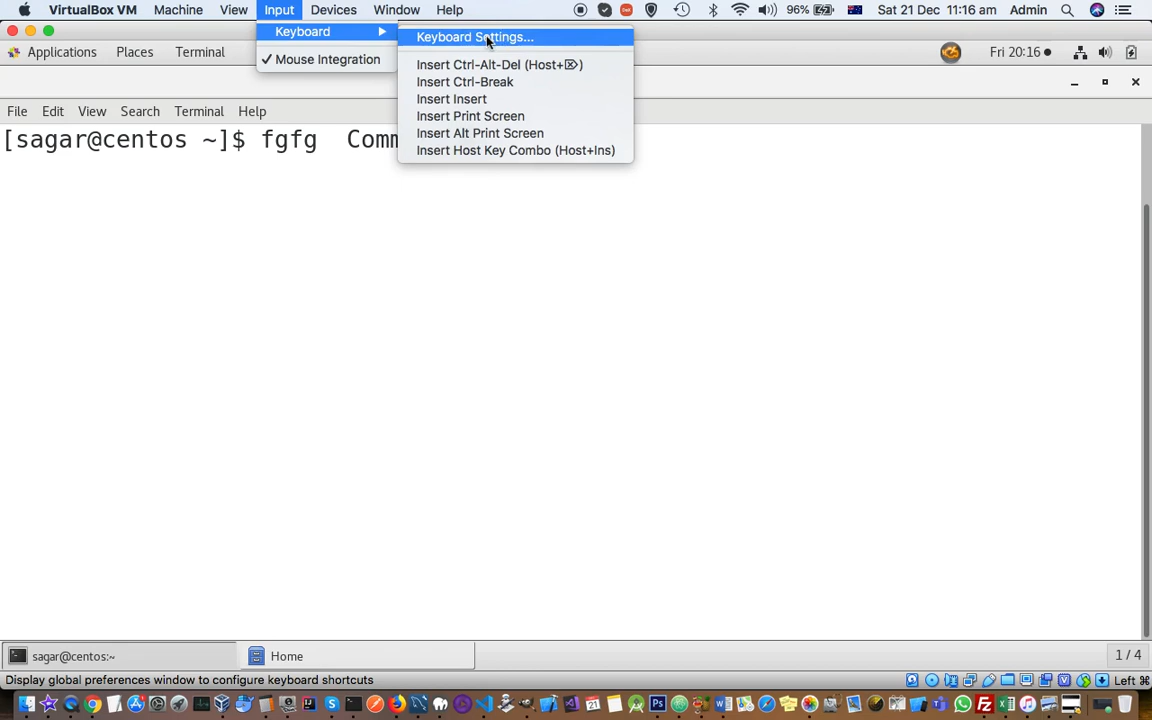 VirtualBox VM Machine View Input Devices Window Help 96% Sat 21 Dec 11:16 am Admin
Keyboard
Mouse Integration
Keyboard Settings...
Insert Ctrl-Alt-Del (Host+⌦)
Insert Ctrl-Break
Insert Insert
Insert Print Screen
Insert Alt Print Screen
Insert Host Key Combo (Host+Ins)
Applications Places Terminal Fri 20:16
File Edit View Search Terminal Help
[sagar@centos ~]$ fgfg Comm
sagar@centos:~ Home 1 / 4
Display global preferences window to configure keyboard shortcuts Left ⌘